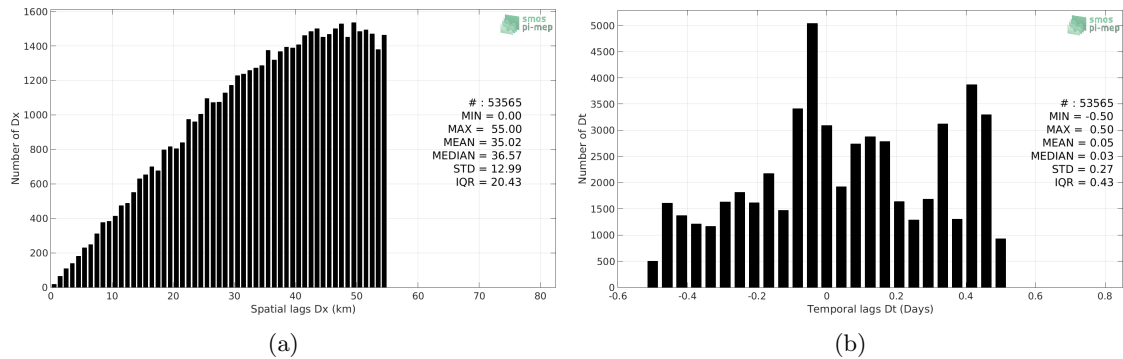 1600
1400
1200
1000
800
600
400
200
0
Number of Dx
0 10 20 30 40 50 60 70 80
Spatial lags Dx (km)
smos
pi-mep
# : 53565
MIN = 0.00
MAX = 55.00
MEAN = 35.02
MEDIAN = 36.57
STD = 12.99
IQR = 20.43
(a)
5000
4500
4000
3500
3000
2500
2000
1500
1000
500
0
Number of Dt
-0.6 -0.4 -0.2 0 0.2 0.4 0.6 0.8
Temporal lags Dt (Days)
smos
pi-mep
# : 53565
MIN = -0.50
MAX = 0.50
MEAN = 0.05
MEDIAN = 0.03
STD = 0.27
IQR = 0.43
(b)